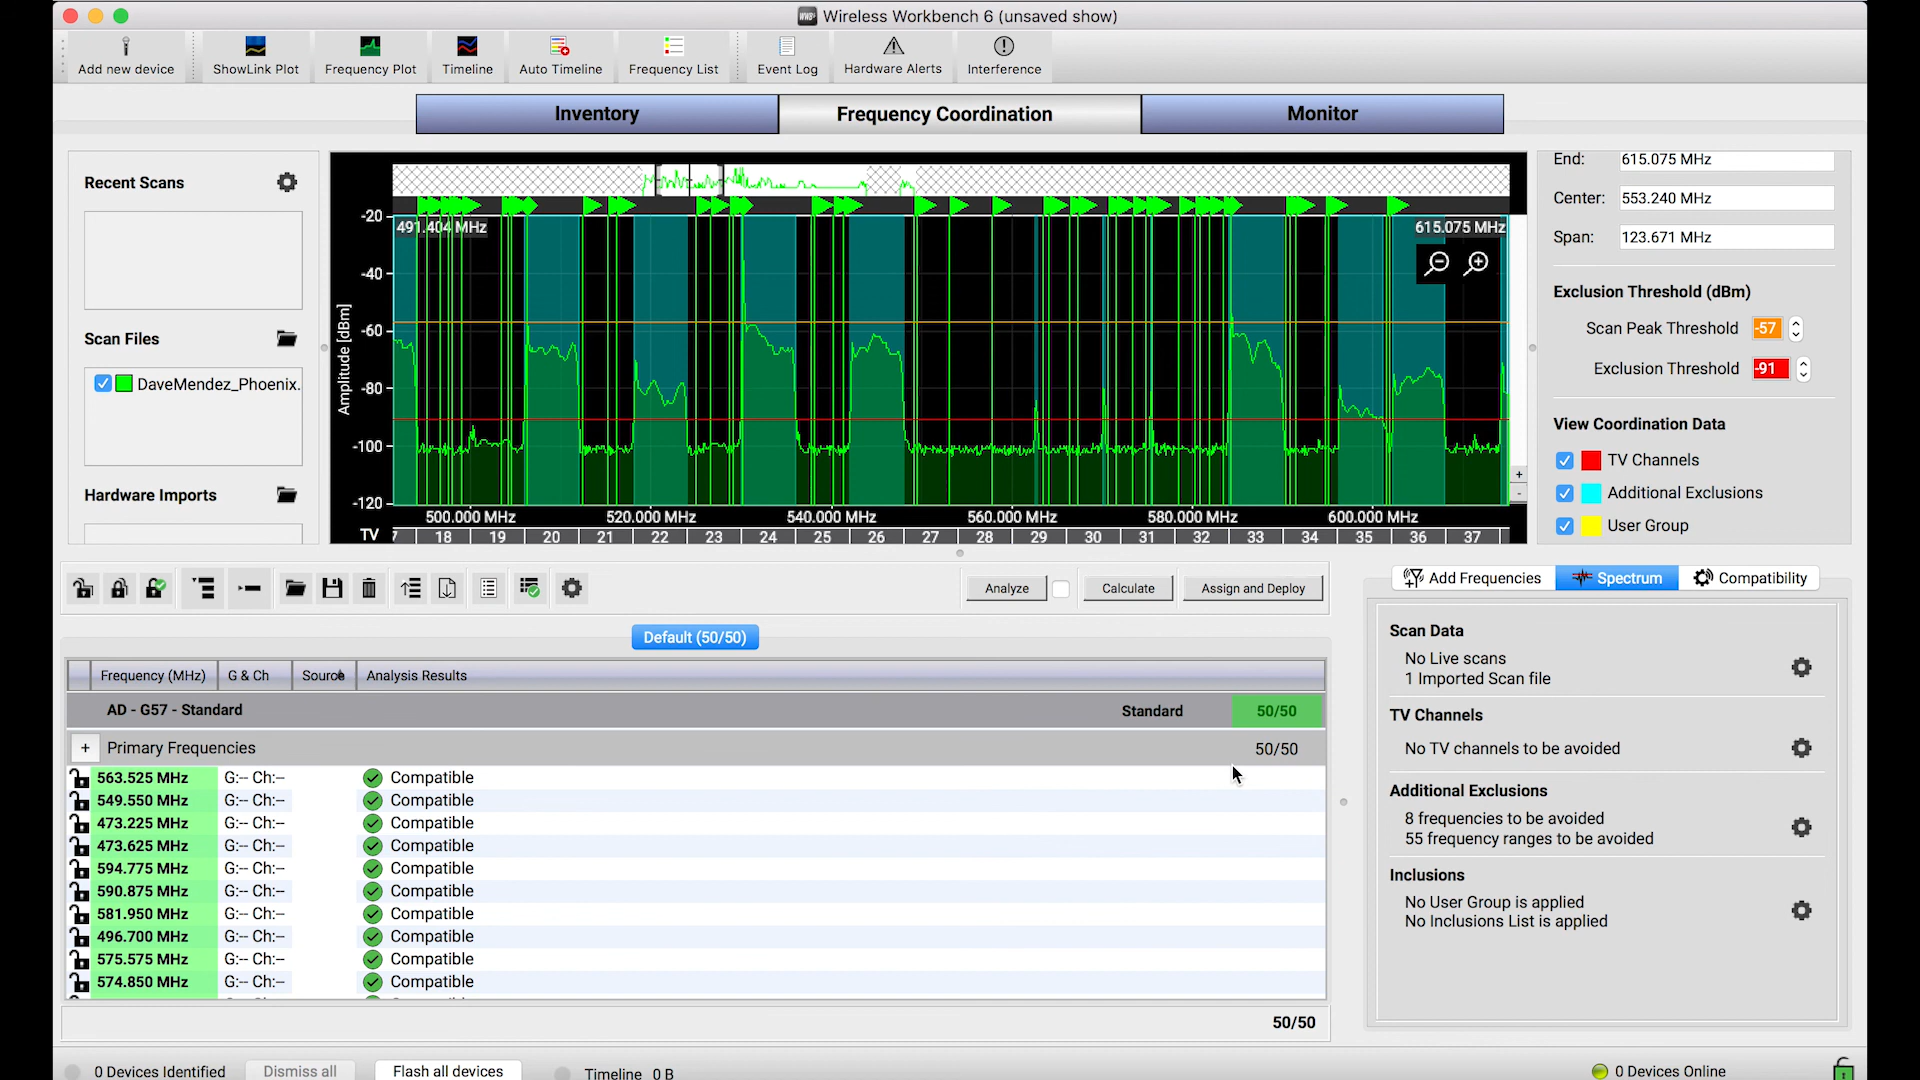 Wireless Workbench 6 (unsaved show)
Add new device
ShowLink Plot
Frequency Plot
Timeline
Auto Timeline
Frequency List
Event Log
Hardware Alerts
Interference
Inventory
Frequency Coordination
Monitor
Recent Scans
Scan Files
DaveMendez_Phoenix.
Hardware Imports
Amplitude [dBm]
-20
-40
-60
-80
-100
-120
491.404 MHz
615.075 MHz
500.000 MHz
520.000 MHz
540.000 MHz
560.000 MHz
580.000 MHz
600.000 MHz
TV
7 18 19 20 21 22 23 24 25 26 27 28 29 30 31 32 33 34 35 36 37
+
-
End: 615.075 MHz
Center: 553.240 MHz
Span: 123.671 MHz
Exclusion Threshold (dBm)
Scan Peak Threshold -57
Exclusion Threshold -91
View Coordination Data
TV Channels
Additional Exclusions
User Group
Analyze
Calculate
Assign and Deploy
Default (50/50)
Frequency (MHz) G & Ch Source Analysis Results
AD - G57 - Standard Standard 50/50
+ Primary Frequencies 50/50
563.525 MHz G:-- Ch:-- Compatible
549.550 MHz G:-- Ch:-- Compatible
473.225 MHz G:-- Ch:-- Compatible
473.625 MHz G:-- Ch:-- Compatible
594.775 MHz G:-- Ch:-- Compatible
590.875 MHz G:-- Ch:-- Compatible
581.950 MHz G:-- Ch:-- Compatible
496.700 MHz G:-- Ch:-- Compatible
575.575 MHz G:-- Ch:-- Compatible
574.850 MHz G:-- Ch:-- Compatible
50/50
Add Frequencies
Spectrum
Compatibility
Scan Data
No Live scans
1 Imported Scan file
TV Channels
No TV channels to be avoided
Additional Exclusions
8 frequencies to be avoided
55 frequency ranges to be avoided
Inclusions
No User Group is applied
No Inclusions List is applied
0 Devices Identified
Dismiss all
Flash all devices
Timeline 0 B
0 Devices Online